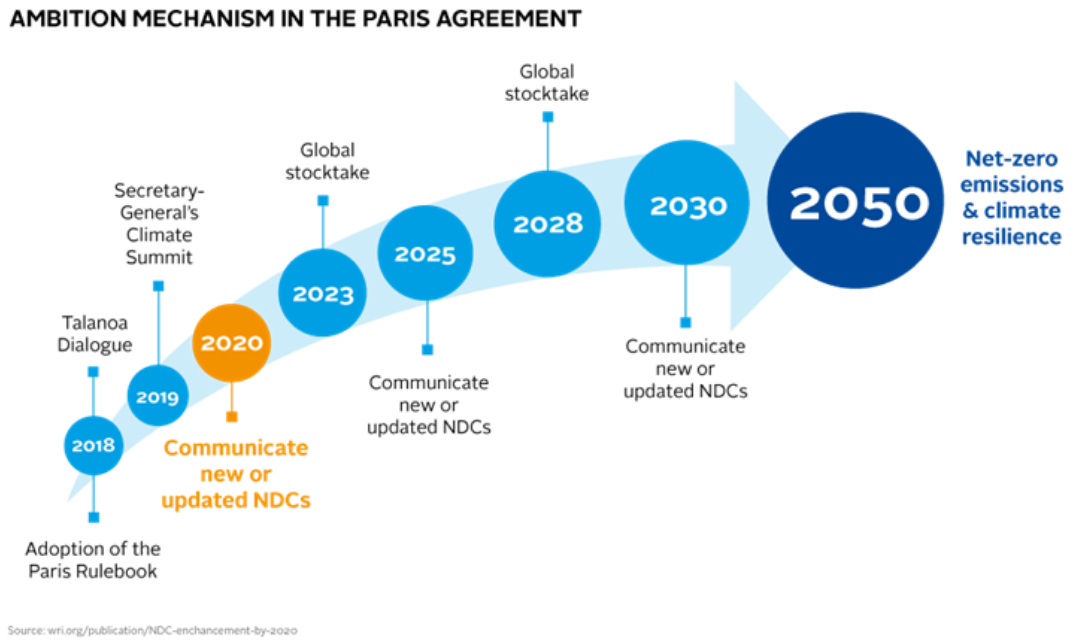 AMBITION MECHANISM IN THE PARIS AGREEMENT
Talanoa
Dialogue
2018
Adoption of the
Paris Rulebook
Secretary-
General's
Climate
Summit
2019
2020
Communicate
new or
updated NDCs
Global
stocktake
2023
2025
Communicate
new or
updated NDCs
Global
stocktake
2028
2030
Communicate
new or
updated NDCs
2050
Net-zero
emissions
& climate
resilience
Source: wri.org/publication/NDC-enchancement-by-2020